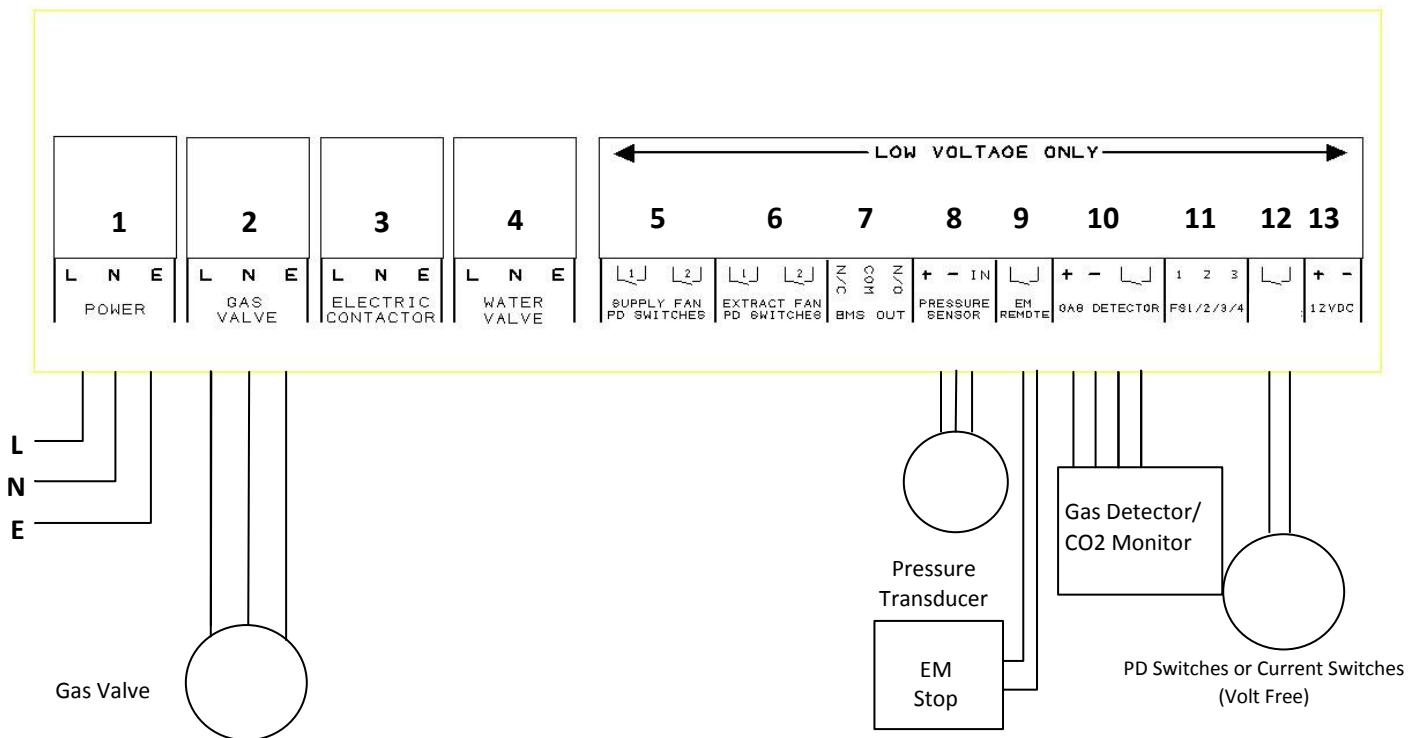 LOW VOLTAGE ONLY
1 2 3 4 5 6 7 8 9 10 11 12 13
L N E
POWER
L N E
GAS
VALVE
L N E
ELECTRIC
CONTACTOR
L N E
WATER
VALVE
1 2
SUPPLY FAN
PD SWITCHES
1 2
EXTRACT FAN
PD SWITCHES
N/C COM N/O
BMS OUT
+ - IN
PRESSURE
SENSOR
EM
REMOTE
+ -
GAS DETECTOR
1 2 3
FS1/2/3/4
+ -
12VDC
L
N
E
Gas Valve
Pressure
Transducer
EM
Stop
Gas Detector/
CO2 Monitor
PD Switches or Current Switches
(Volt Free)